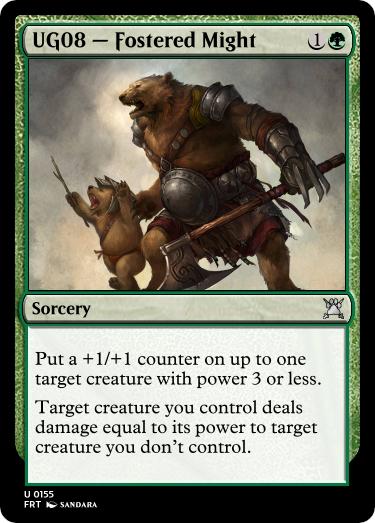 UG08 — Fostered Might 1
Sorcery
Put a +1/+1 counter on up to one
target creature with power 3 or less.
Target creature you control deals
damage equal to its power to target
creature you don't control.
U 0155
FRT SANDARA